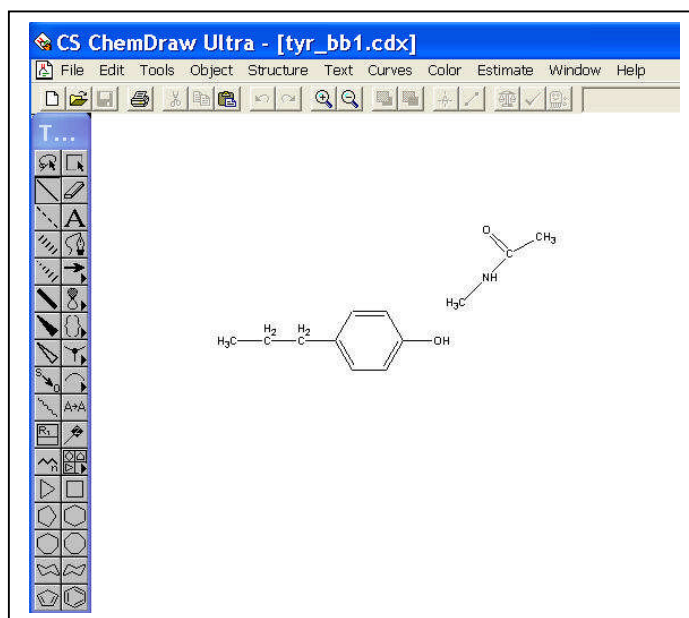 CS ChemDraw Ultra - [tyr_bb1.cdx]
File Edit Tools Object Structure Text Curves Color Estimate Window Help
T...
A
S
O
A→A
R1
n
O
CH3
C
NH
H3C
H2 H2
H3C C C OH